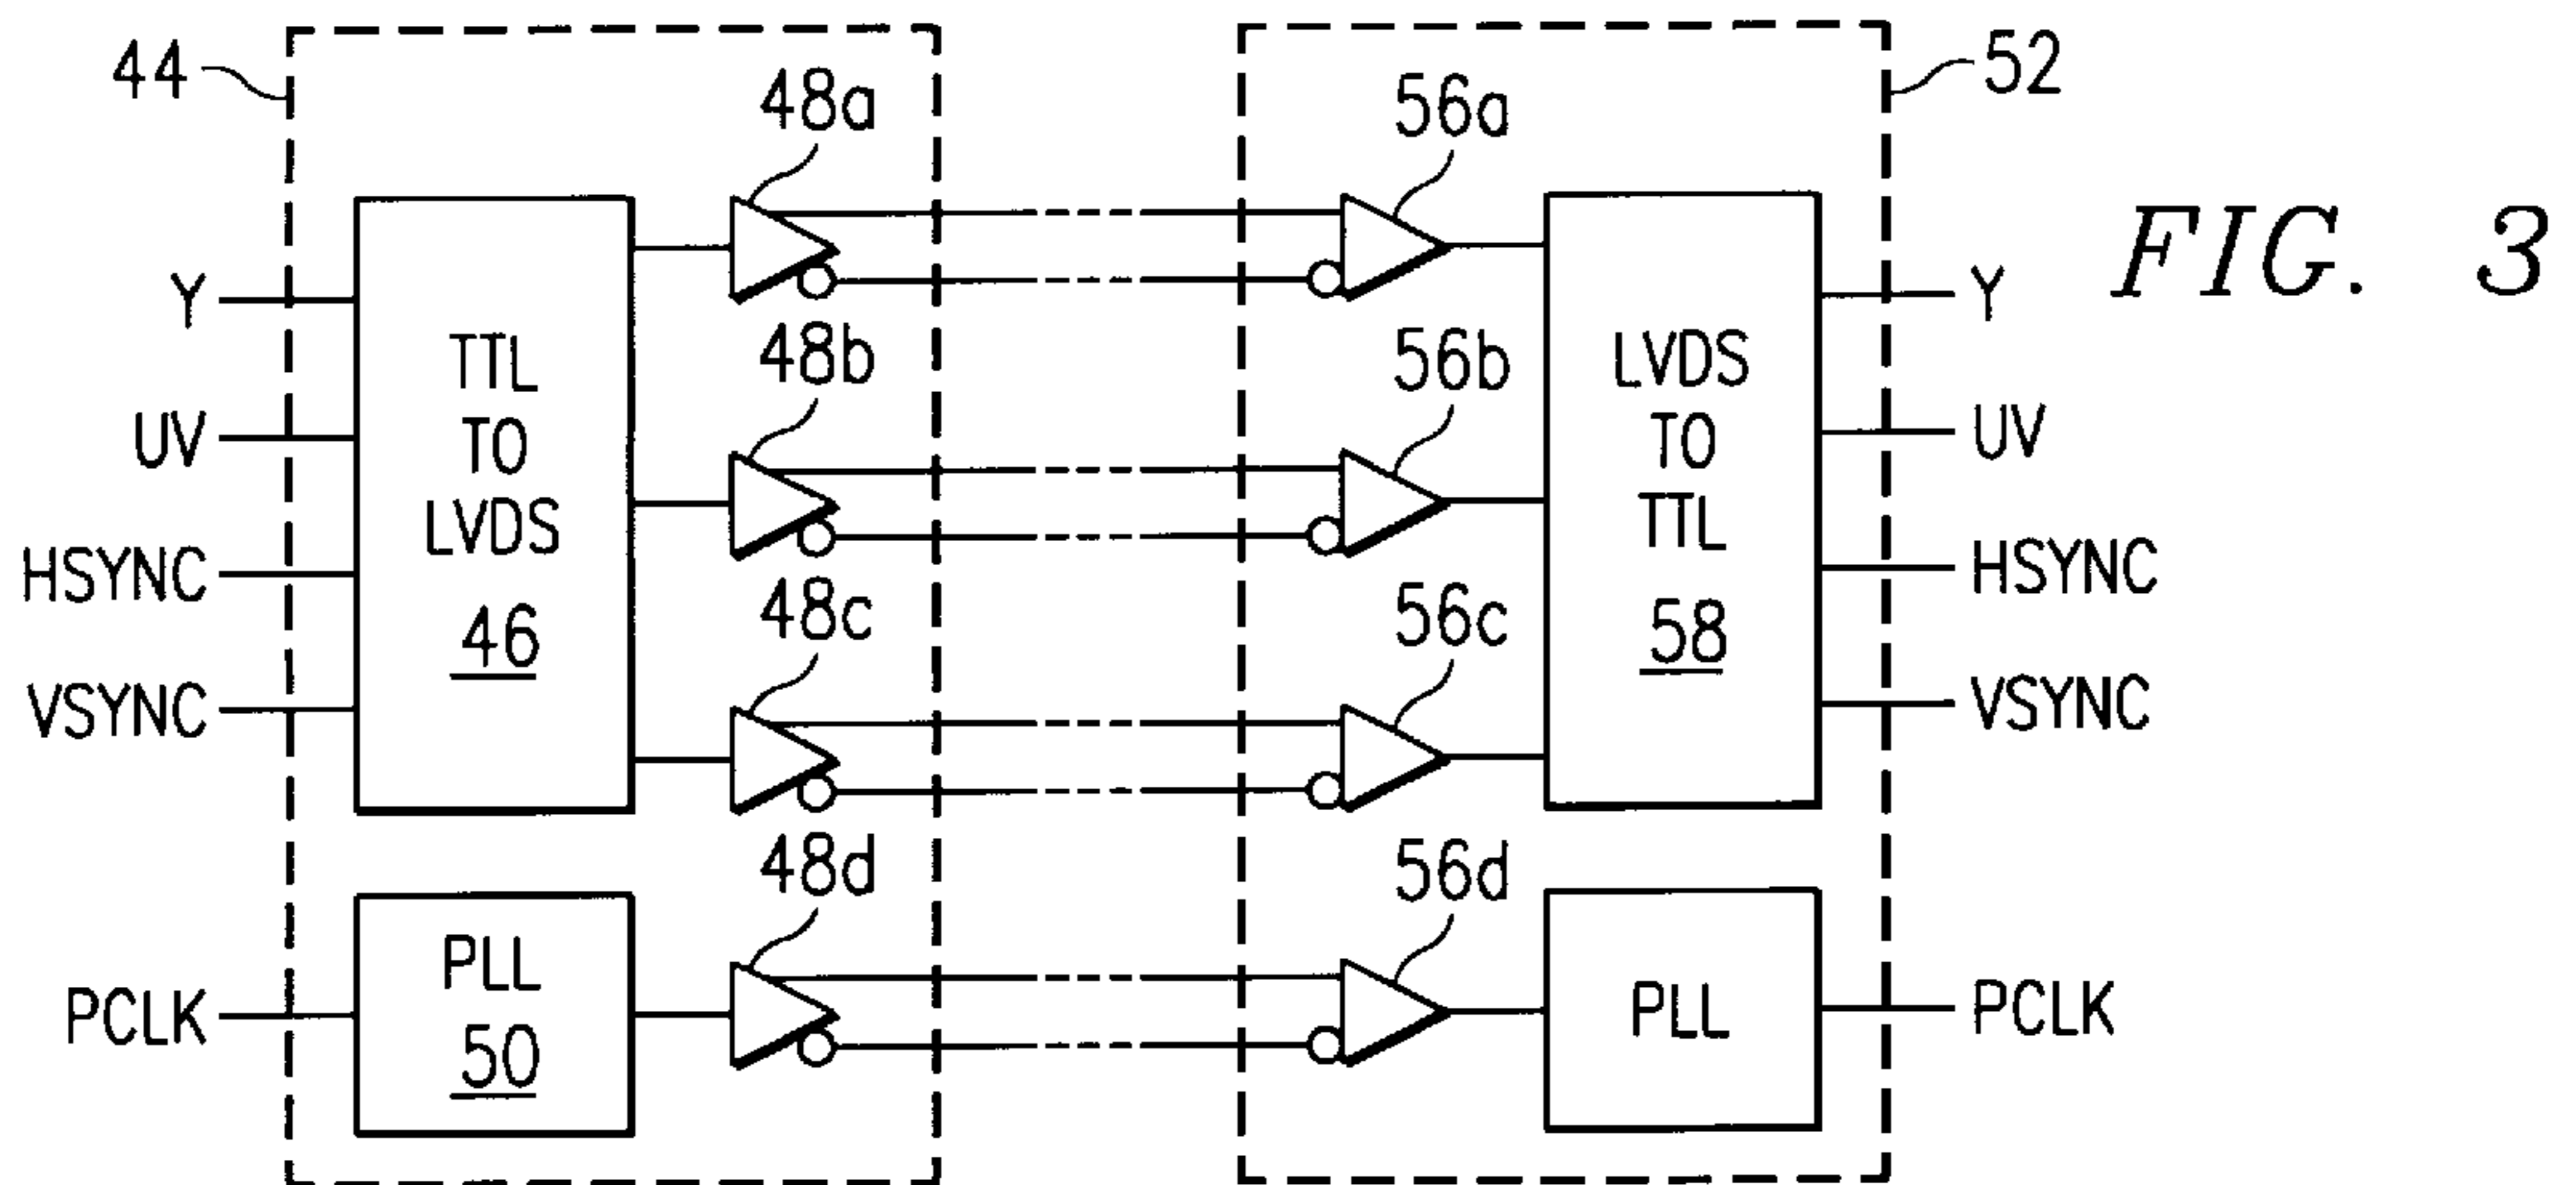 44
48a
56a
52
FIG. 3
Y
UV
HSYNC
VSYNC
TTL
TO
LVDS
46
48b
48c
56b
56c
LVDS
TO
TTL
58
Y
UV
HSYNC
VSYNC
PCLK
PLL
50
48d
56d
PLL
PCLK